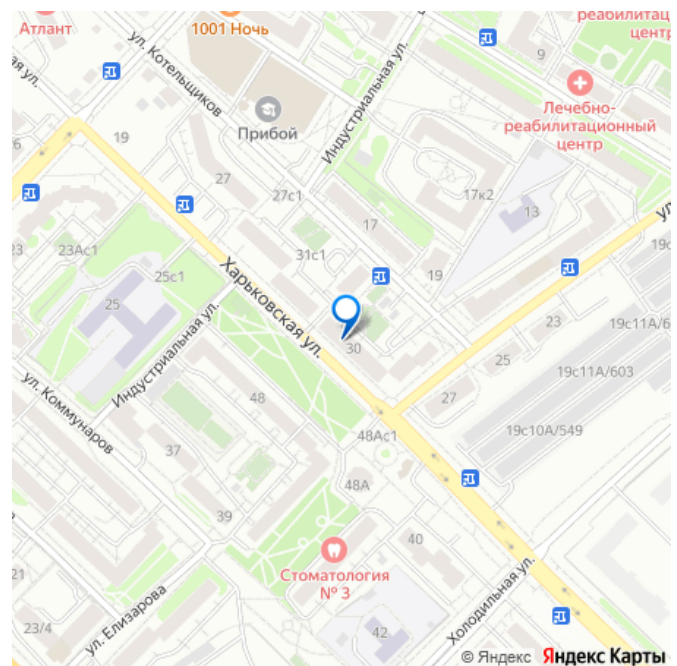 Атлант
1001 Ночь
реабилитац
центр
9
ул. Котельщиков
ая ул.
Индустриальная ул.
Лечебно-
реабилитационный
центр
Прибой
19
27
27с1
17к2
17
13
ул
23
23Ас1
31с1
19
19с
25с1
25
Харьковская ул.
Индустриальная ул.
30
23
19с11А/6
25
19с11А/603
27
ул. Коммунаров
48
48Ас1
19с10А/549
37
48А
39
40
Стоматология
№ 3
21
23/4
ул. Елизарова
42
Холодильная ул.
© Яндекс Яндекс Карты